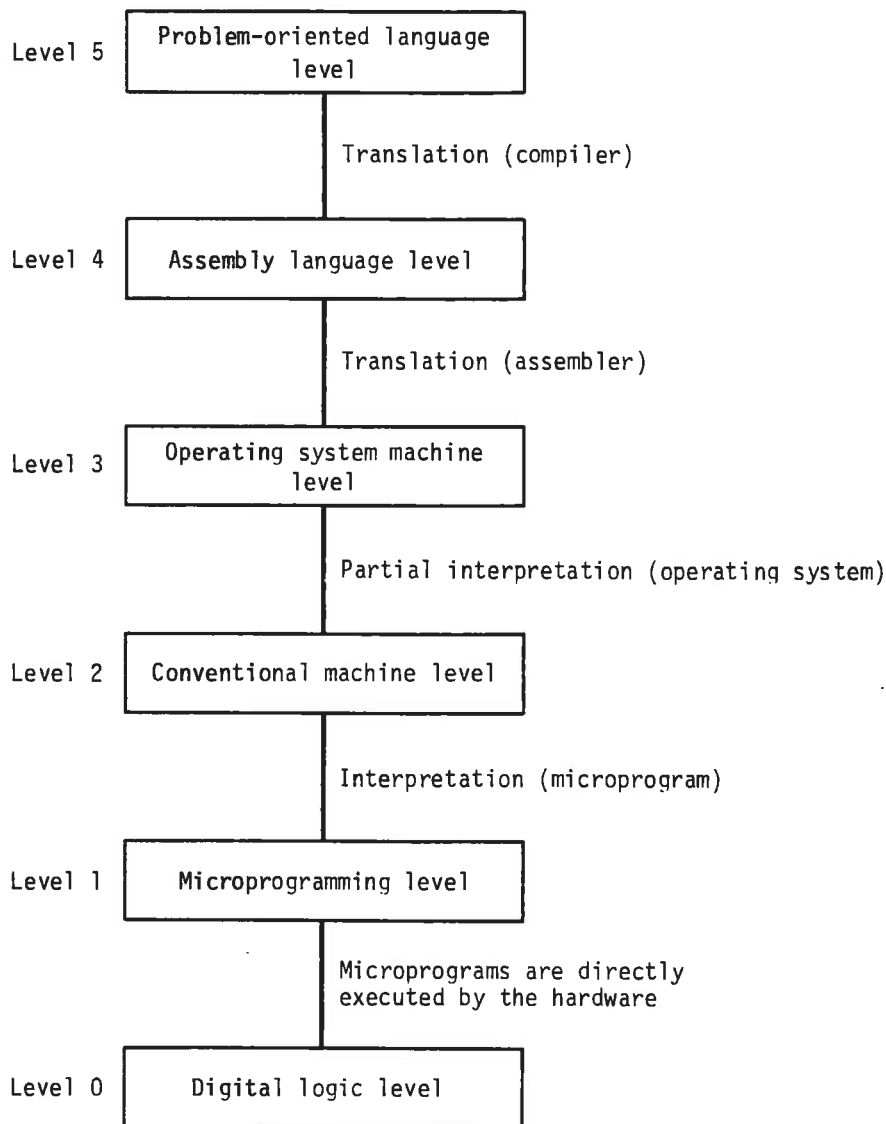 Level 5
Problem-oriented language
level
Translation (compiler)
Level 4
Assembly language level
Translation (assembler)
Level 3
Operating system machine
level
Partial interpretation (operating system)
Level 2
Conventional machine level
Interpretation (microprogram)
Level 1
Microprogramming level
Microprograms are directly
executed by the hardware
Level 0
Digital logic level